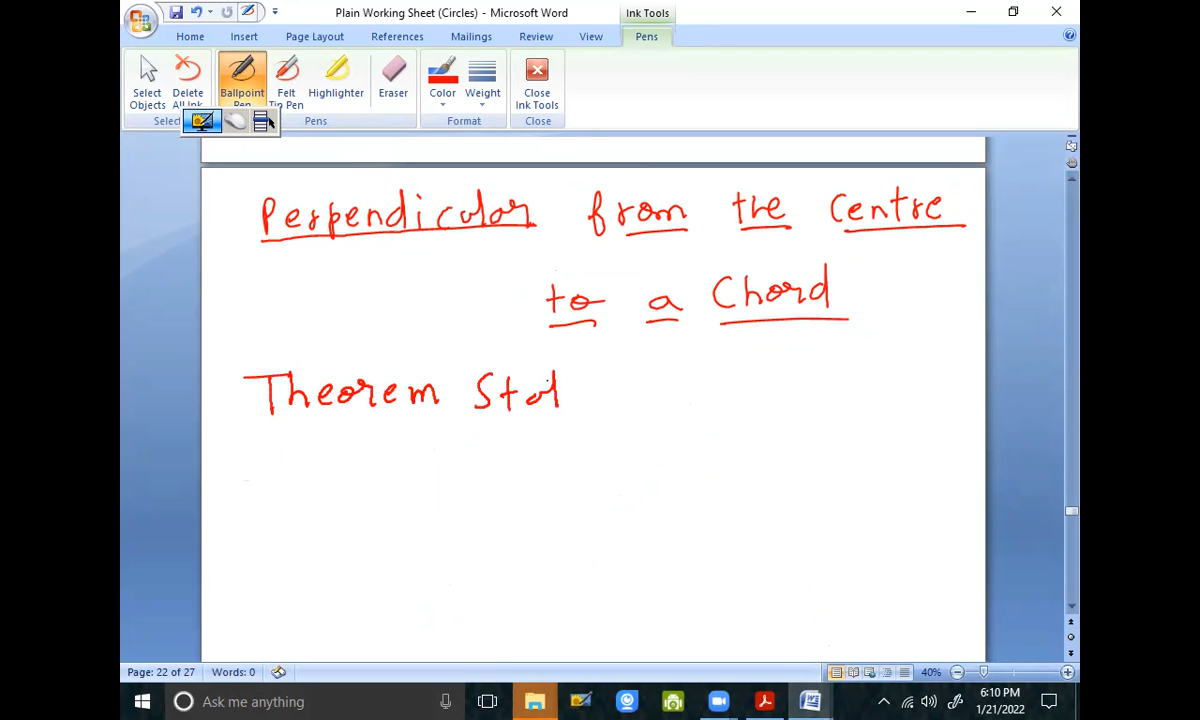 Plain Working Sheet (Circles) - Microsoft Word
Ink Tools
Home Insert Page Layout References Mailings Review View Pens
Select Objects
Delete All Ink
Ballpoint Pen
Felt Tip Pen
Highlighter
Eraser
Color
Weight
Close Ink Tools
Select Pens Format Close
Perpendicular from the Centre
to a Chord
Theorem Stat
Page: 22 of 27 Words: 0 40%
Ask me anything
6:10 PM
1/21/2022